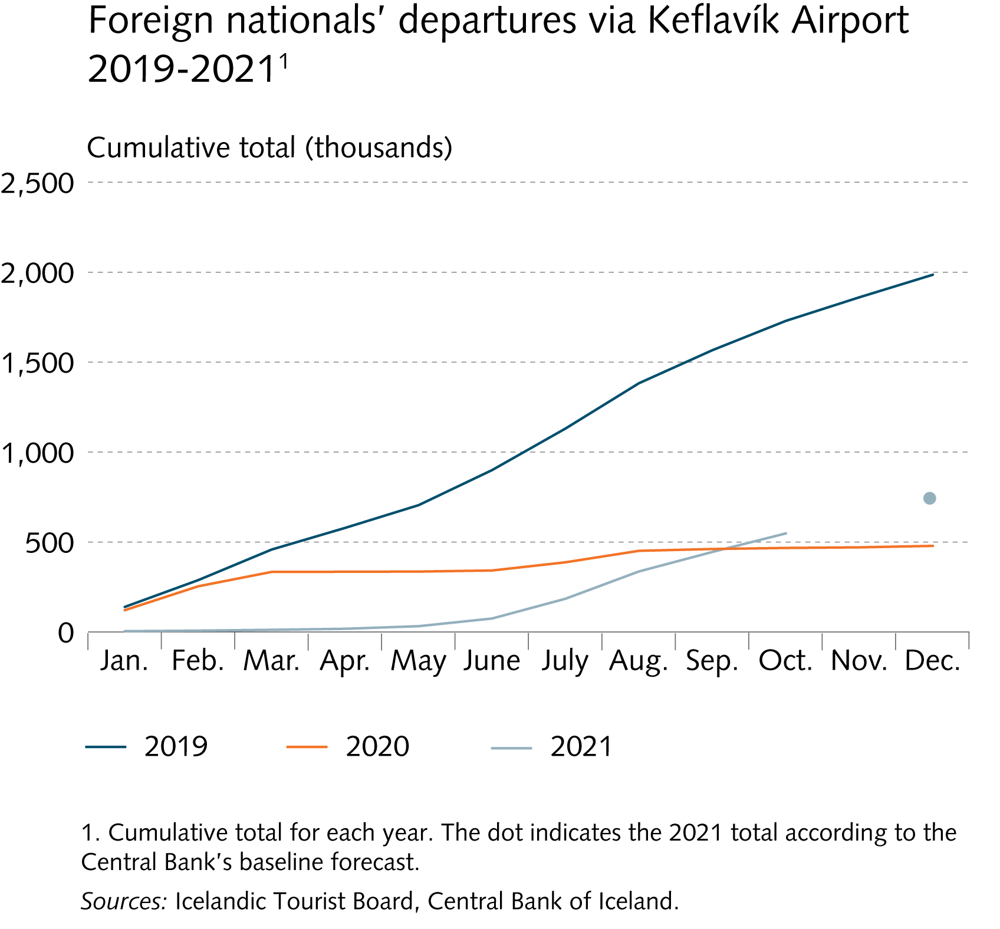 Foreign nationals' departures via Keflavík Airport
2019-2021¹
Cumulative total (thousands)
2,500
2,000
1,500
1,000
500
0
Jan. Feb. Mar. Apr. May June July Aug. Sep. Oct. Nov. Dec.
2019 2020 2021
1. Cumulative total for each year. The dot indicates the 2021 total according to the
Central Bank's baseline forecast.
Sources: Icelandic Tourist Board, Central Bank of Iceland.